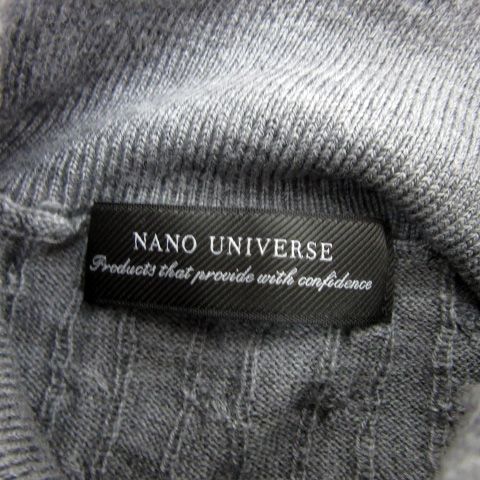 NANO UNIVERSE
Products that provide with confidence